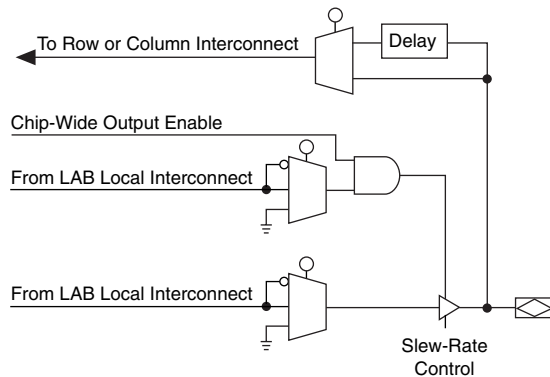 To Row or Column Interconnect
Delay
Chip-Wide Output Enable
From LAB Local Interconnect
From LAB Local Interconnect
Slew-Rate
Control